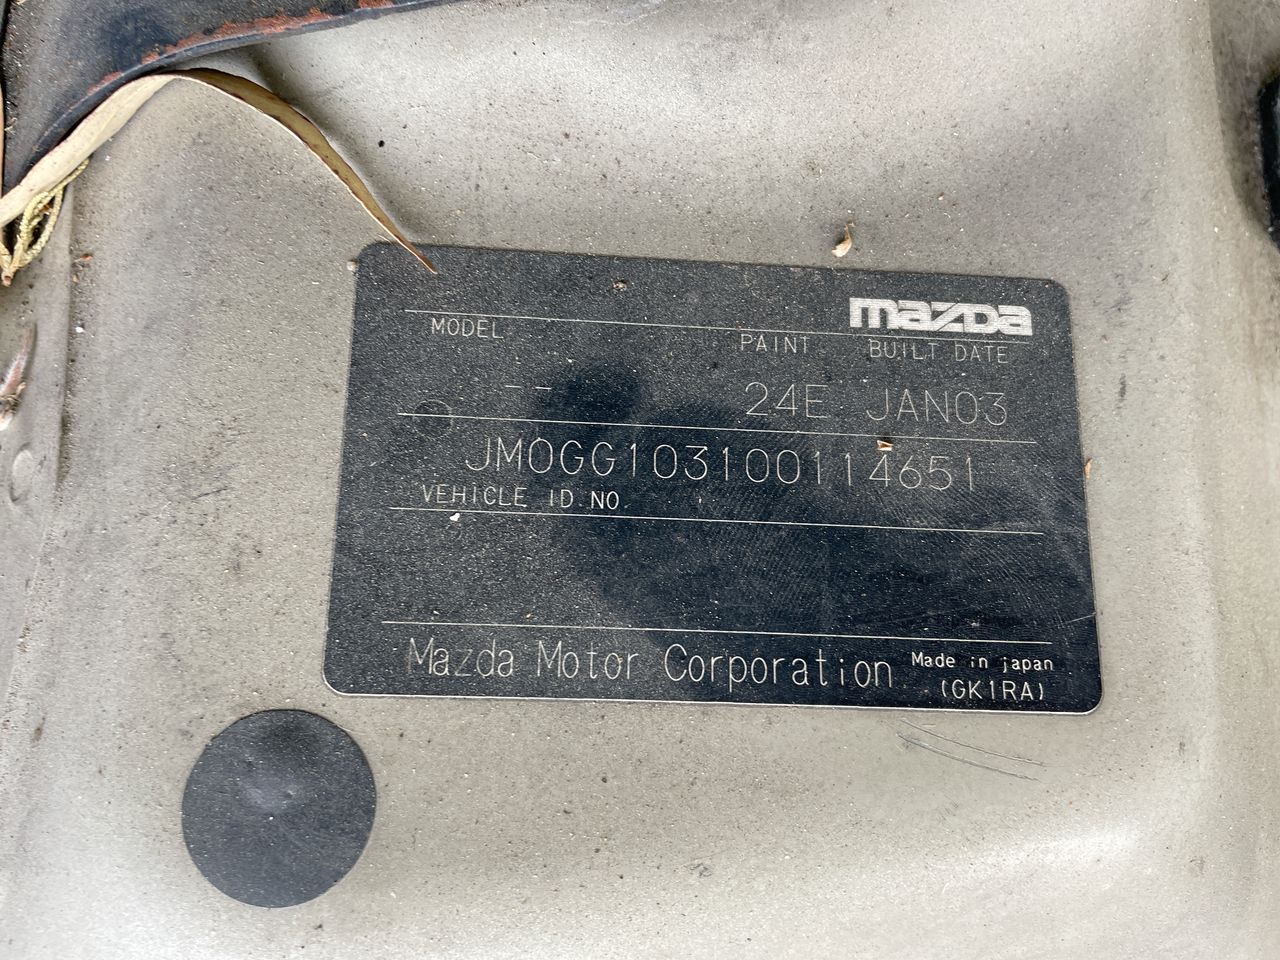 mazda
MODEL PAINT BUILT DATE
-- 24E JAN03
JM0GG103100114651
VEHICLE ID NO.
Mazda Motor Corporation Made in japan
(GK1RA)